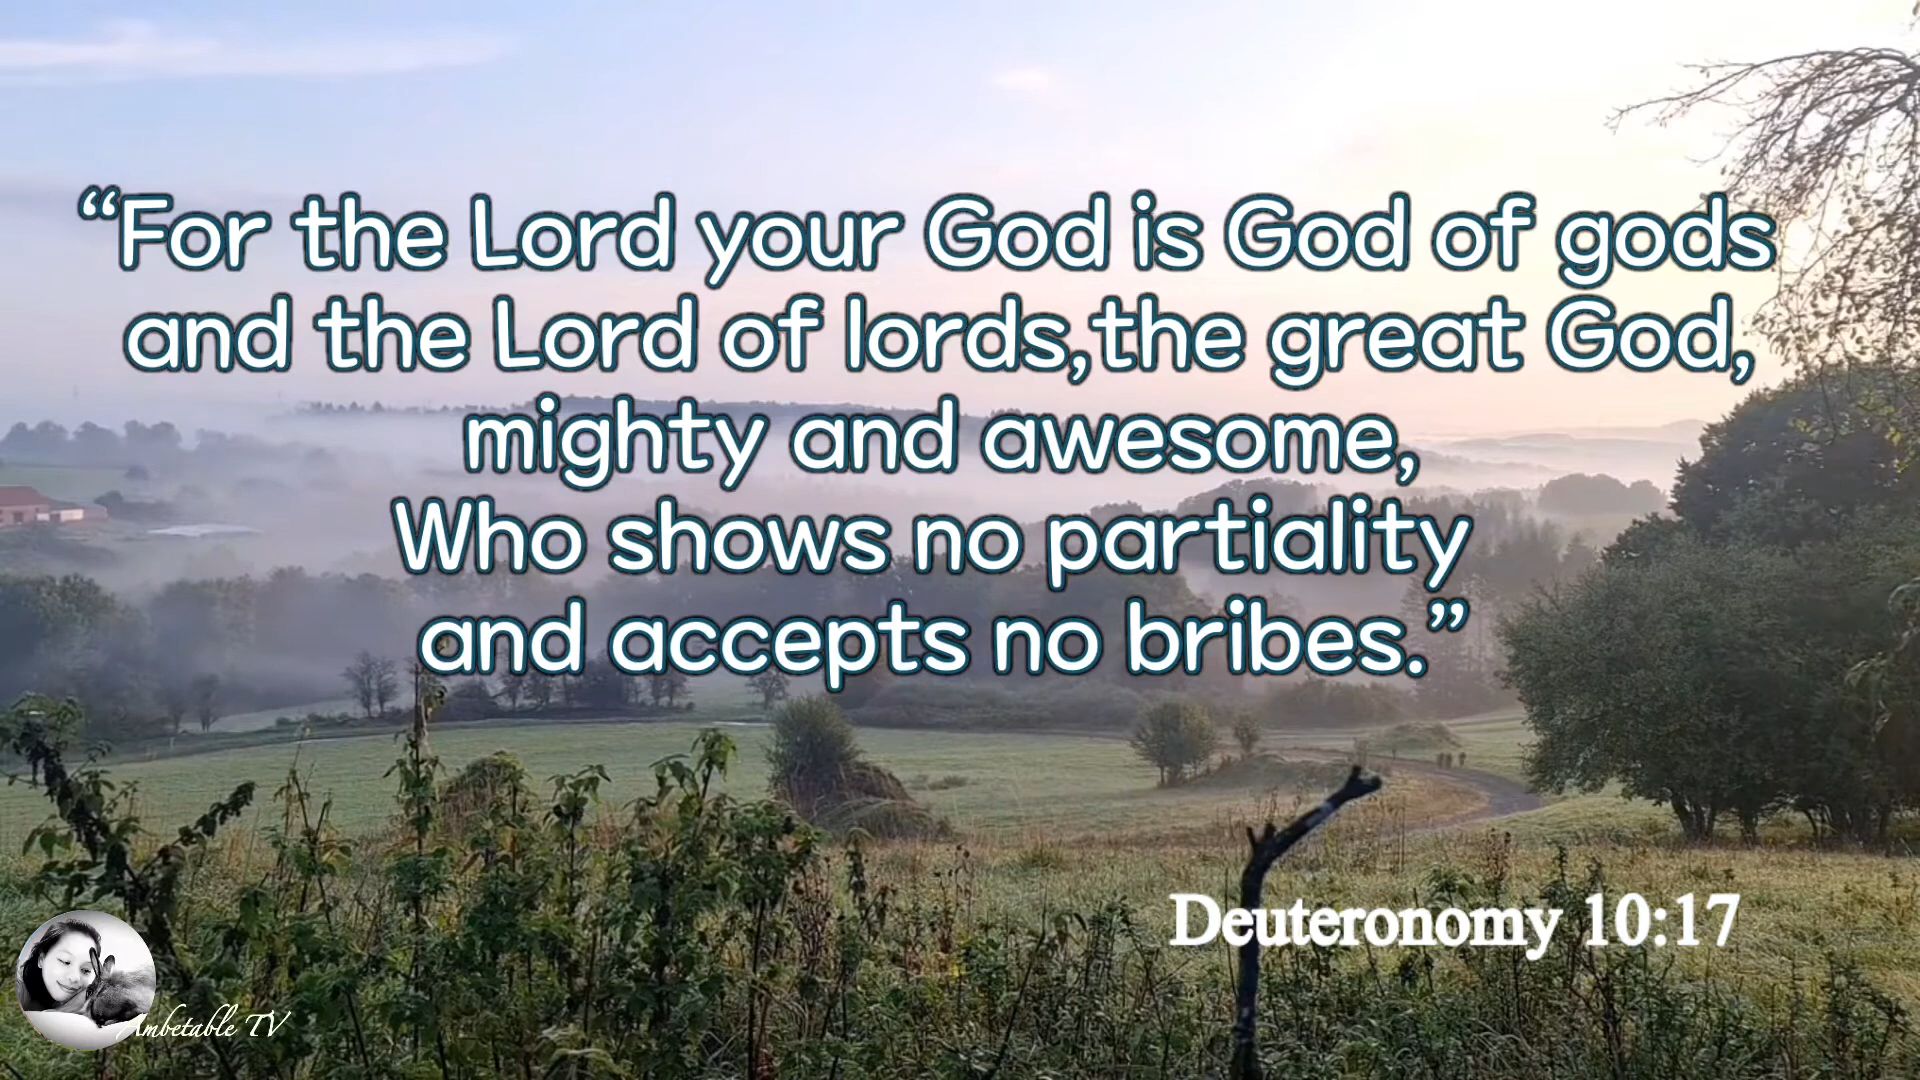 “For the Lord your God is God of gods
and the Lord of lords,the great God,
mighty and awesome,
Who shows no partiality
and accepts no bribes.”
Deuteronomy 10:17
Ambetable TV